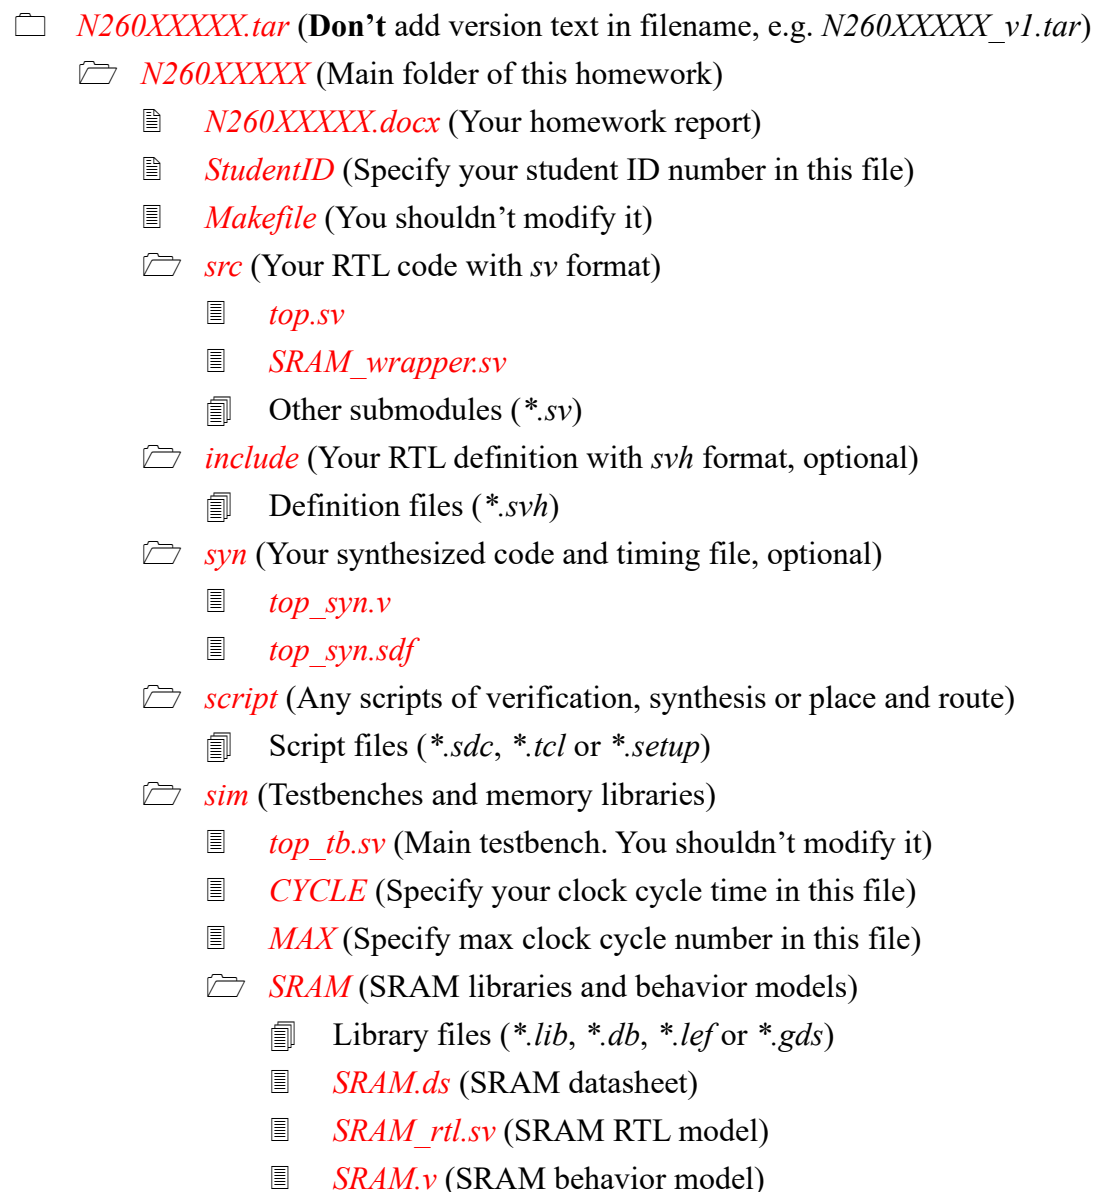 N260XXXXX.tar (Don’t add version text in filename, e.g. N260XXXXX_v1.tar)
N260XXXXX (Main folder of this homework)
N260XXXXX.docx (Your homework report)
StudentID (Specify your student ID number in this file)
Makefile (You shouldn’t modify it)
src (Your RTL code with sv format)
top.sv
SRAM_wrapper.sv
Other submodules (*.sv)
include (Your RTL definition with svh format, optional)
Definition files (*.svh)
syn (Your synthesized code and timing file, optional)
top_syn.v
top_syn.sdf
script (Any scripts of verification, synthesis or place and route)
Script files (*.sdc, *.tcl or *.setup)
sim (Testbenches and memory libraries)
top_tb.sv (Main testbench. You shouldn’t modify it)
CYCLE (Specify your clock cycle time in this file)
MAX (Specify max clock cycle number in this file)
SRAM (SRAM libraries and behavior models)
Library files (*.lib, *.db, *.lef or *.gds)
SRAM.ds (SRAM datasheet)
SRAM_rtl.sv (SRAM RTL model)
SRAM.v (SRAM behavior model)